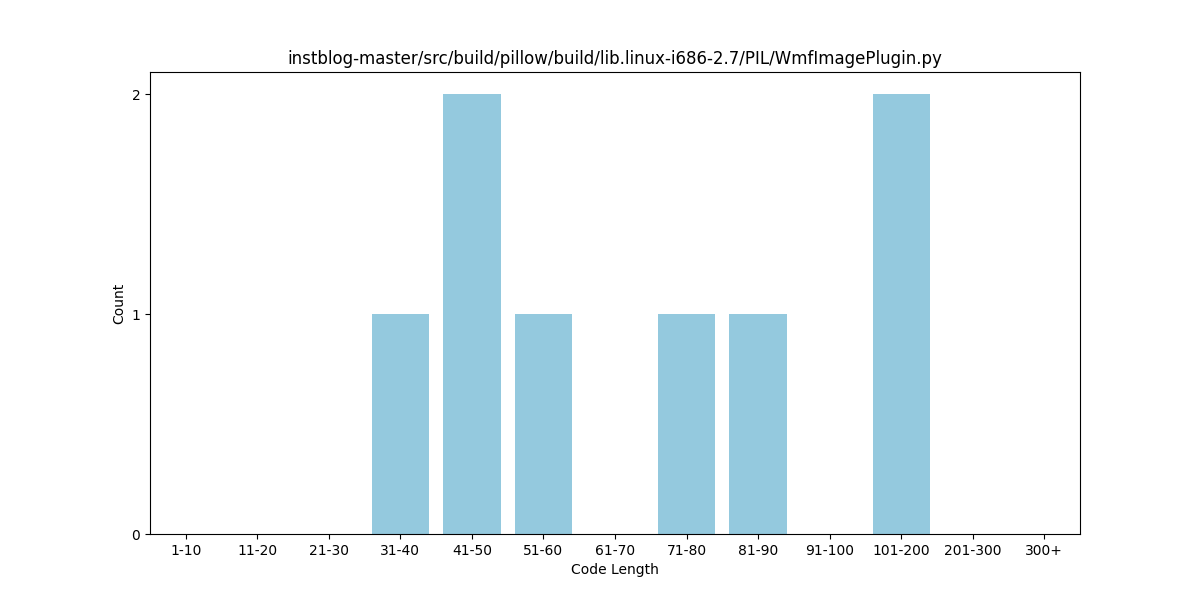 instblog-master/src/build/pillow/build/lib.linux-i686-2.7/PIL/WmfImagePlugin.py
2
1
0
Count
1-10 11-20 21-30 31-40 41-50 51-60 61-70 71-80 81-90 91-100 101-200 201-300 300+
Code Length